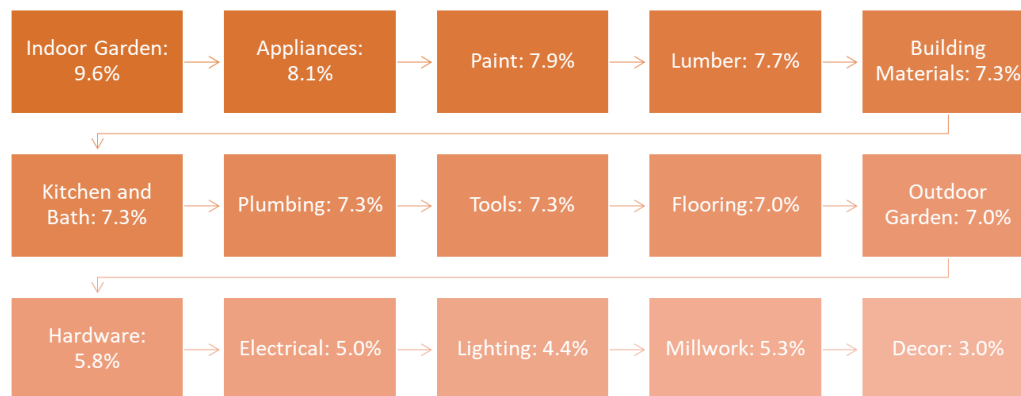 Indoor Garden:
9.6%
Appliances:
8.1%
Paint: 7.9%
Lumber: 7.7%
Building
Materials: 7.3%
Kitchen and
Bath: 7.3%
Plumbing: 7.3%
Tools: 7.3%
Flooring:7.0%
Outdoor
Garden: 7.0%
Hardware:
5.8%
Electrical: 5.0%
Lighting: 4.4%
Millwork: 5.3%
Decor: 3.0%